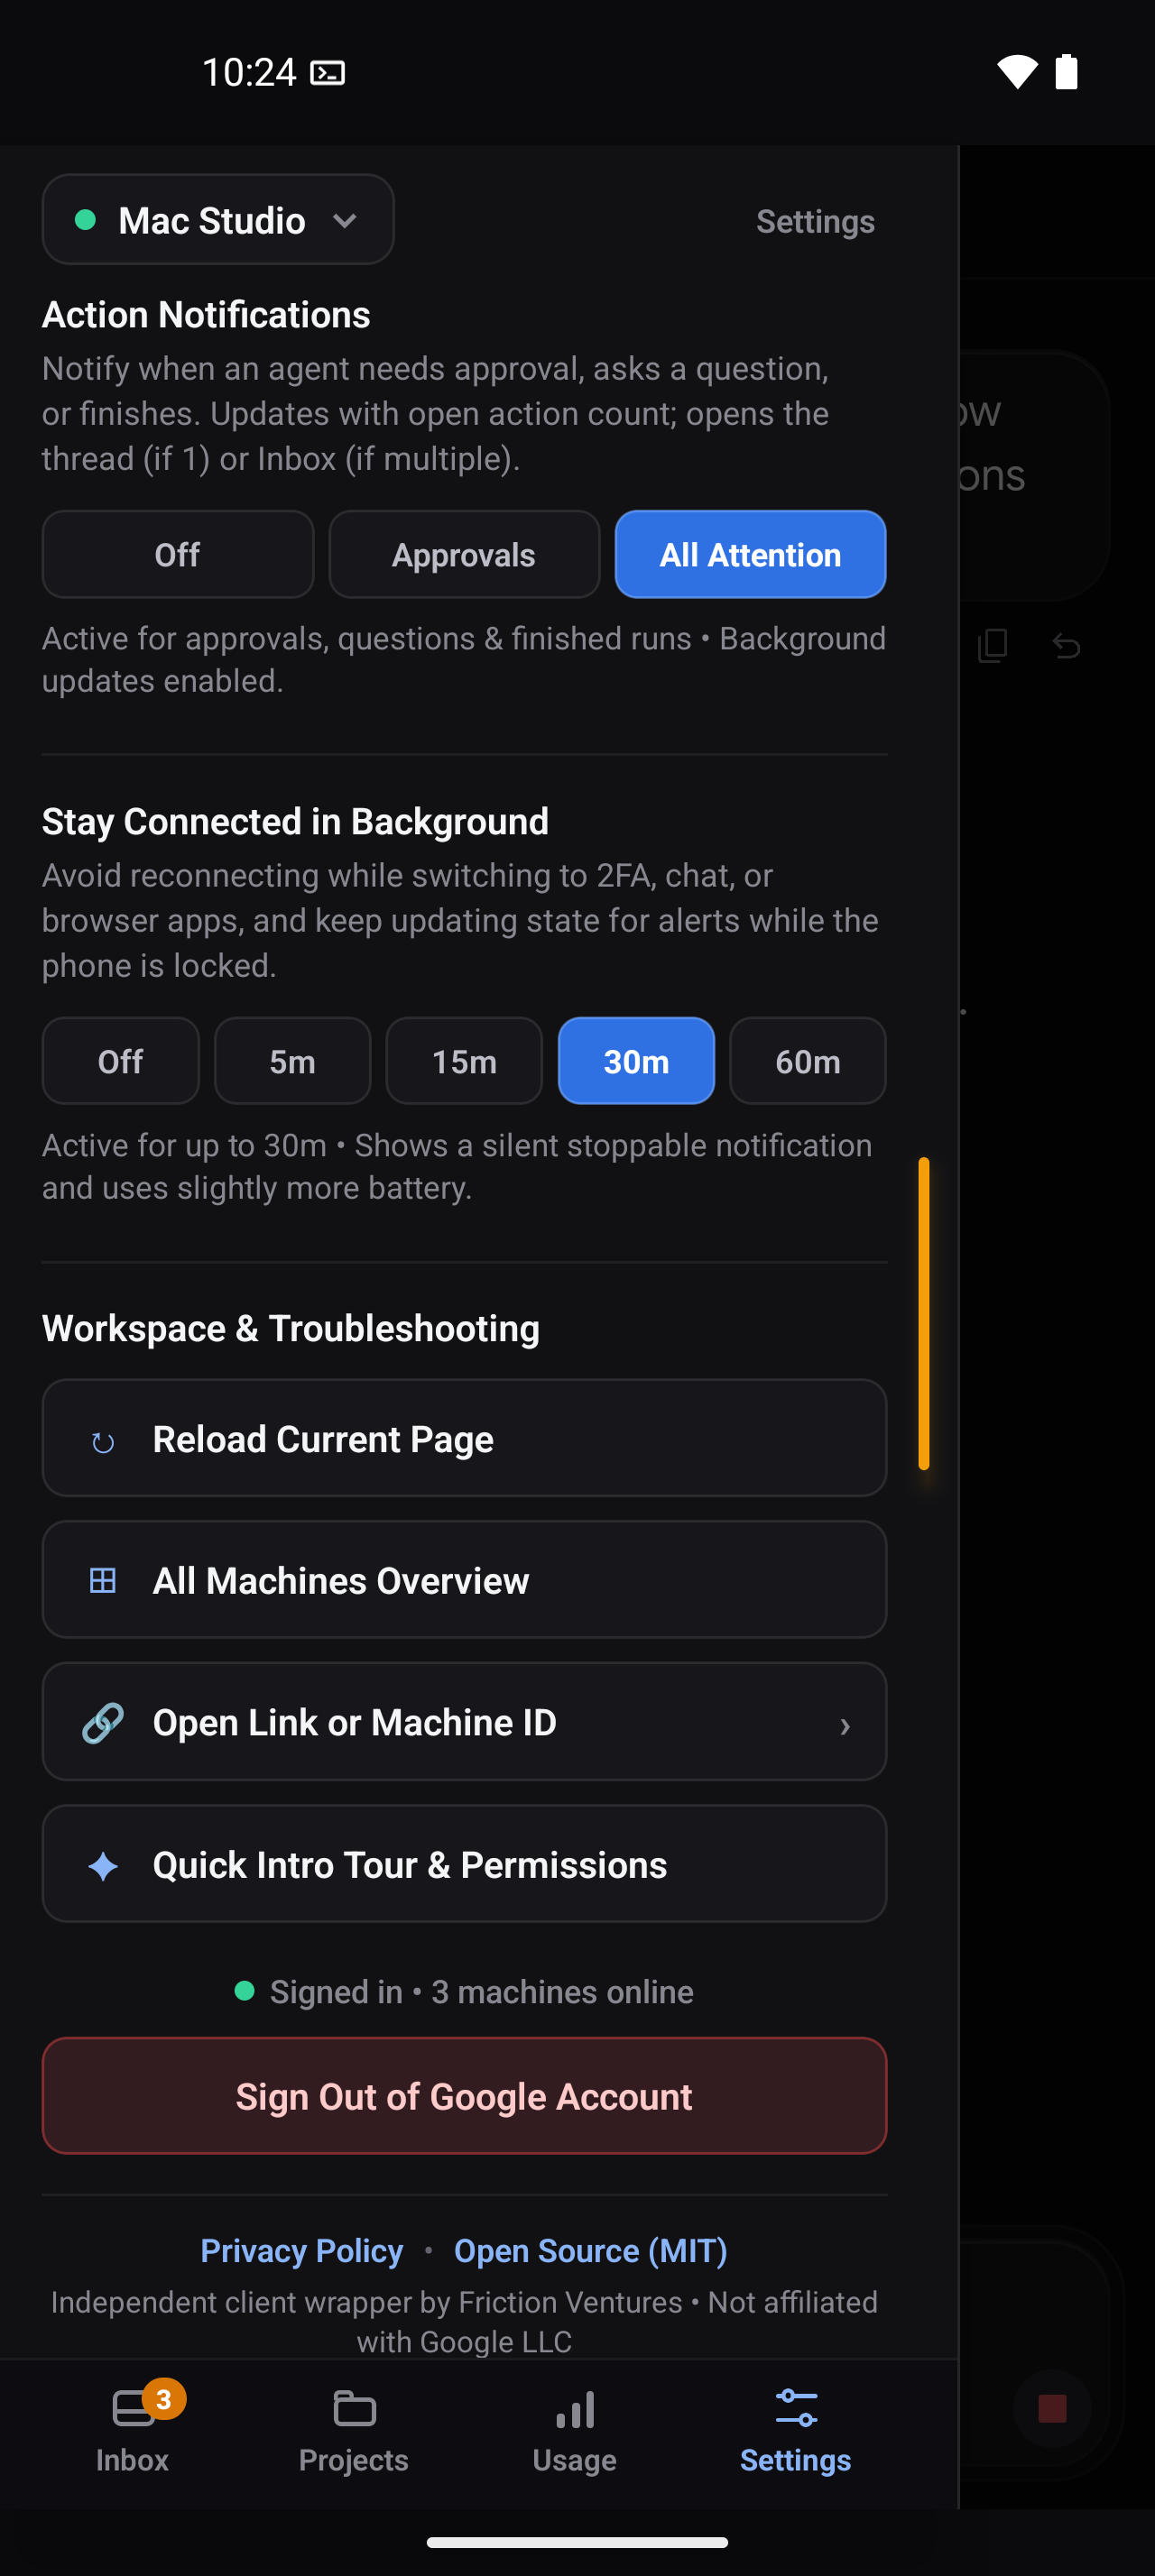 10:24
Mac Studio
Settings
Action Notifications
Notify when an agent needs approval, asks a question,
or finishes. Updates with open action count; opens the
thread (if 1) or Inbox (if multiple).
Off
Approvals
All Attention
Active for approvals, questions & finished runs • Background
updates enabled.
Stay Connected in Background
Avoid reconnecting while switching to 2FA, chat, or
browser apps, and keep updating state for alerts while the
phone is locked.
Off
5m
15m
30m
60m
Active for up to 30m • Shows a silent stoppable notification
and uses slightly more battery.
Workspace & Troubleshooting
Reload Current Page
All Machines Overview
Open Link or Machine ID ›
Quick Intro Tour & Permissions
Signed in • 3 machines online
Sign Out of Google Account
Privacy Policy • Open Source (MIT)
Independent client wrapper by Friction Ventures • Not affiliated
with Google LLC
3
Inbox
Projects
Usage
Settings